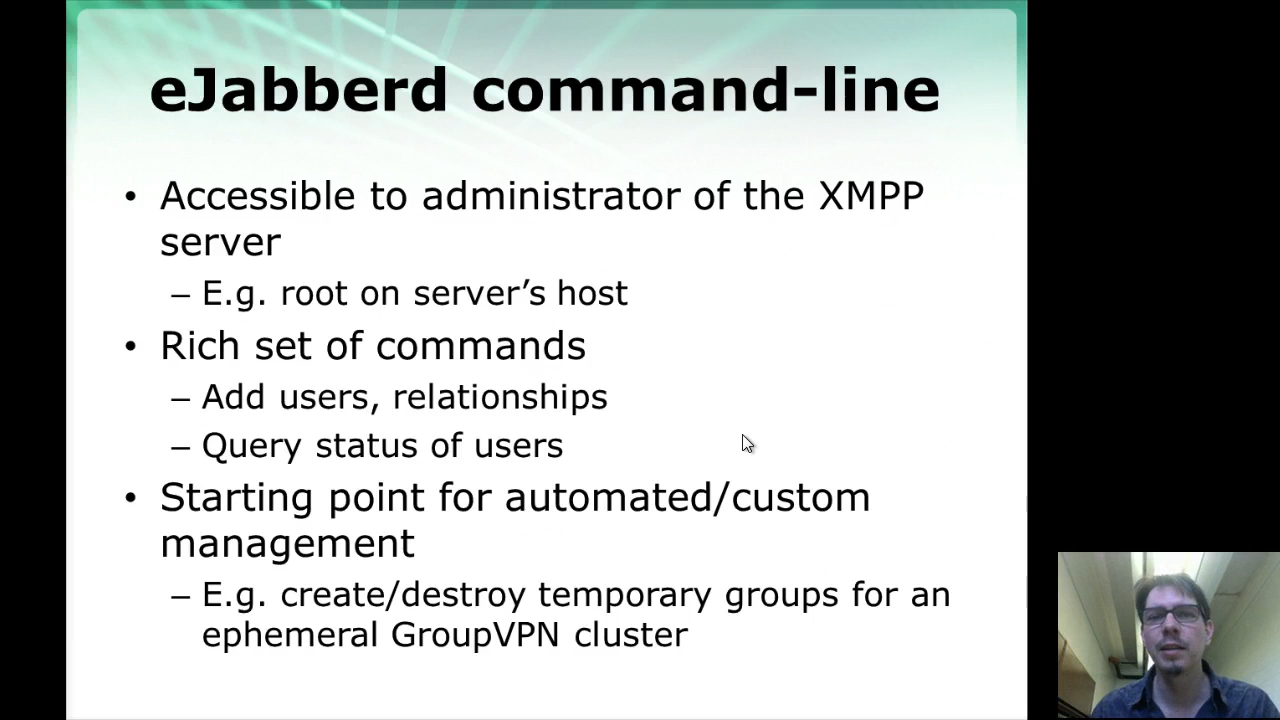 eJabberd command-line
• Accessible to administrator of the XMPP
server
– E.g. root on server’s host
• Rich set of commands
– Add users, relationships
– Query status of users
• Starting point for automated/custom
management
– E.g. create/destroy temporary groups for an
ephemeral GroupVPN cluster